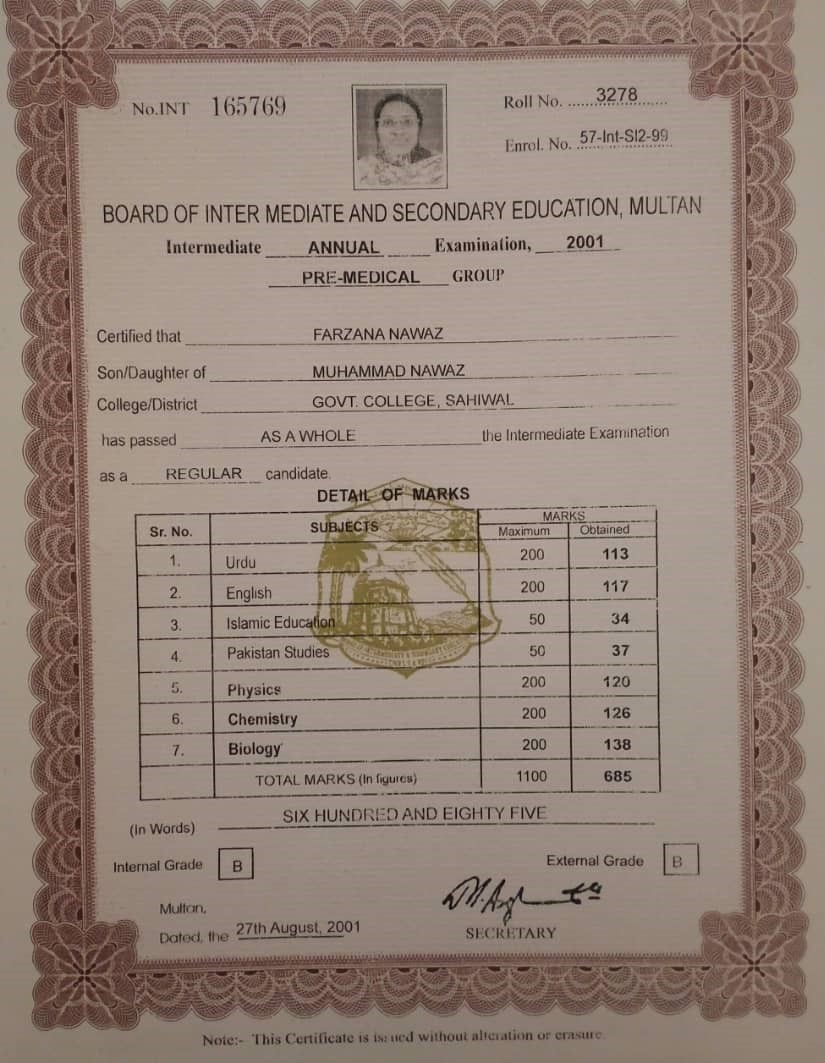 No.INT 165769
Roll No. ......3278.......
Enrol. No. 57-Int-SI2-99
BOARD OF INTER MEDIATE AND SECONDARY EDUCATION, MULTAN
Intermediate ANNUAL Examination, 2001
PRE-MEDICAL GROUP
Certified that FARZANA NAWAZ
Son/Daughter of MUHAMMAD NAWAZ
College/District GOVT. COLLEGE, SAHIWAL
has passed AS A WHOLE the Intermediate Examination
as a REGULAR candidate.
DETAIL OF MARKS
Sr. No. SUBJECTS MARKS
Maximum Obtained
1. Urdu 200 113
2. English 200 117
3. Islamic Education 50 34
4. Pakistan Studies 50 37
5. Physics 200 120
6. Chemistry 200 126
7. Biology 200 138
TOTAL MARKS (In figures) 1100 685
(In Words) SIX HUNDRED AND EIGHTY FIVE
Internal Grade B External Grade B
Multan,
Dated, the 27th August, 2001
SECRETARY
Note:- This Certificate is issued without alteration or erasure.